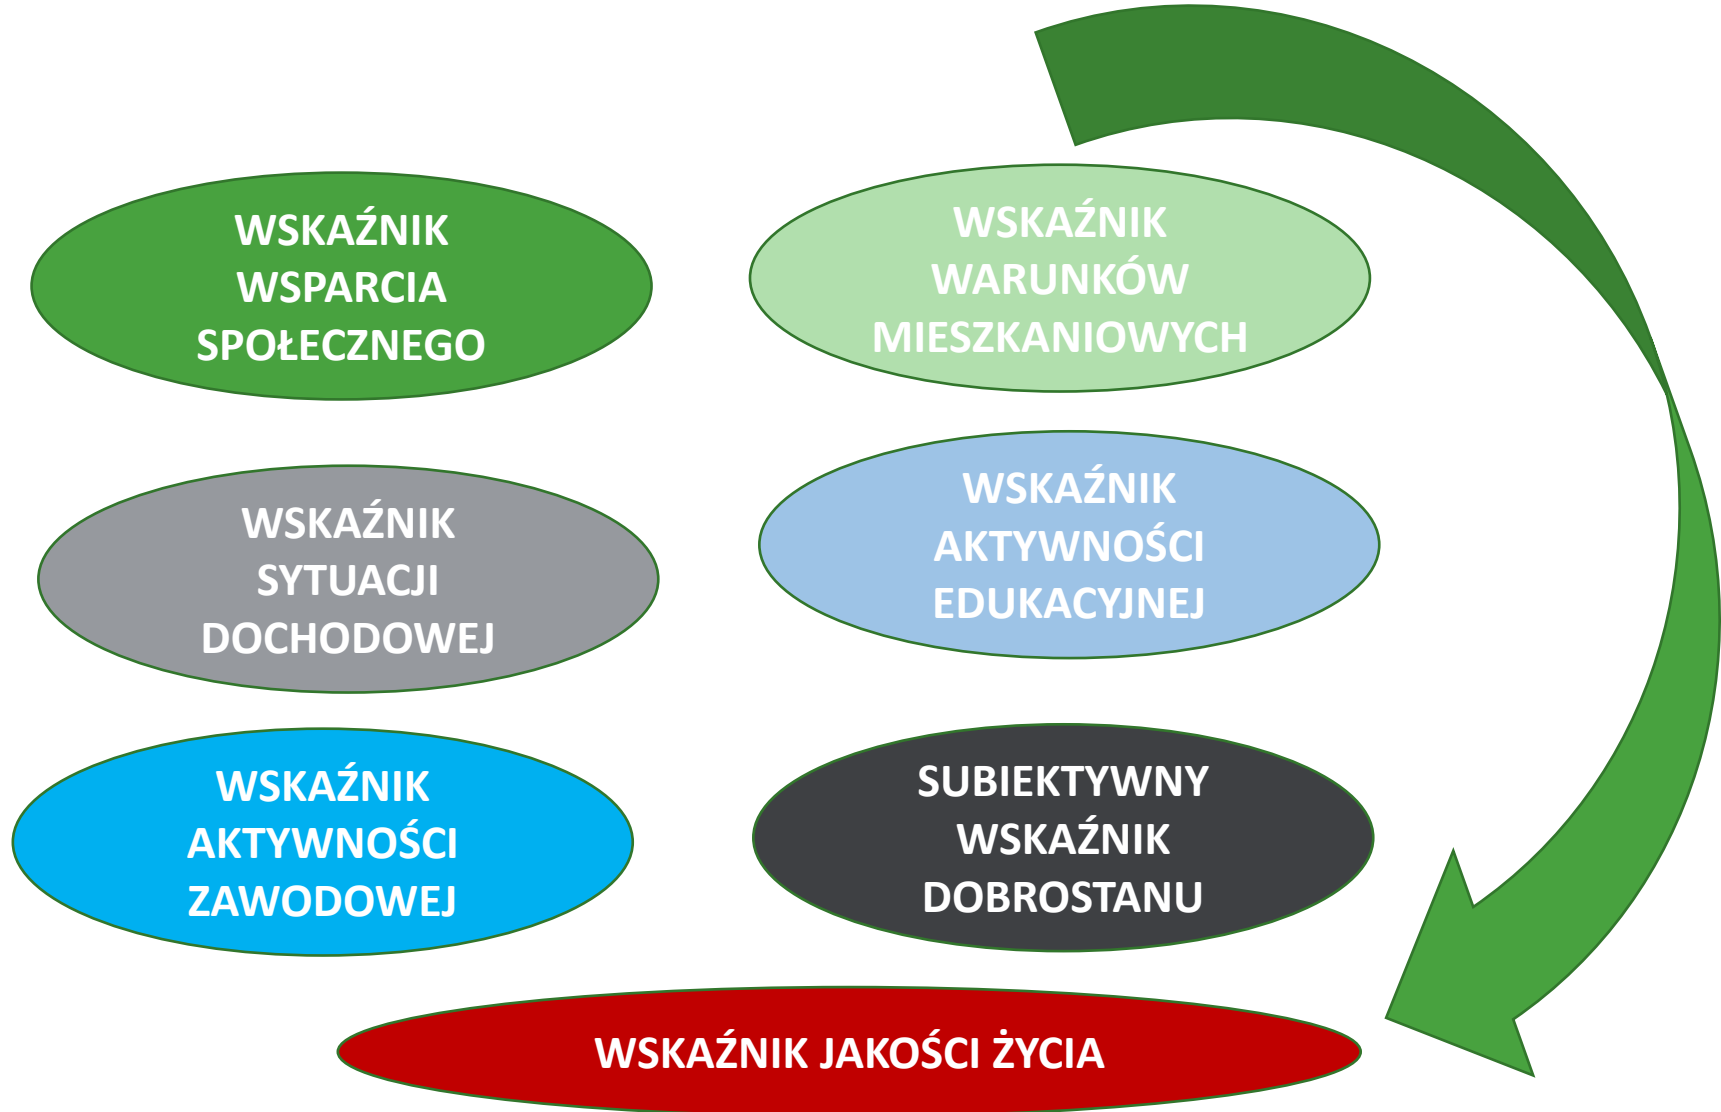 WSKAŹNIK
WSPARCIA
SPOŁECZNEGO
WSKAŹNIK
WARUNKÓW
MIESZKANIOWYCH
WSKAŹNIK
SYTUACJI
DOCHODOWEJ
WSKAŹNIK
AKTYWNOŚCI
EDUKACYJNEJ
WSKAŹNIK
AKTYWNOŚCI
ZAWODOWEJ
SUBIEKTYWNY
WSKAŹNIK
DOBROSTANU
WSKAŹNIK JAKOŚCI ŻYCIA